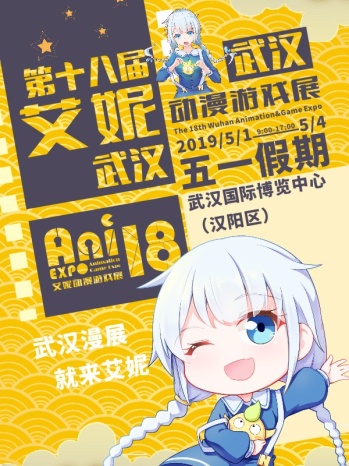 第十八届
艾妮
武汉
武汉
动漫游戏展
The 18th Wuhan Animation&Game Expo
2019/5/1 9:00-17:00 5/4
五一假期
武汉国际博览中心
（汉阳区）
Ani 18
EXPO Animation
Game Expo
艾妮动漫游戏展
武汉漫展
就来艾妮